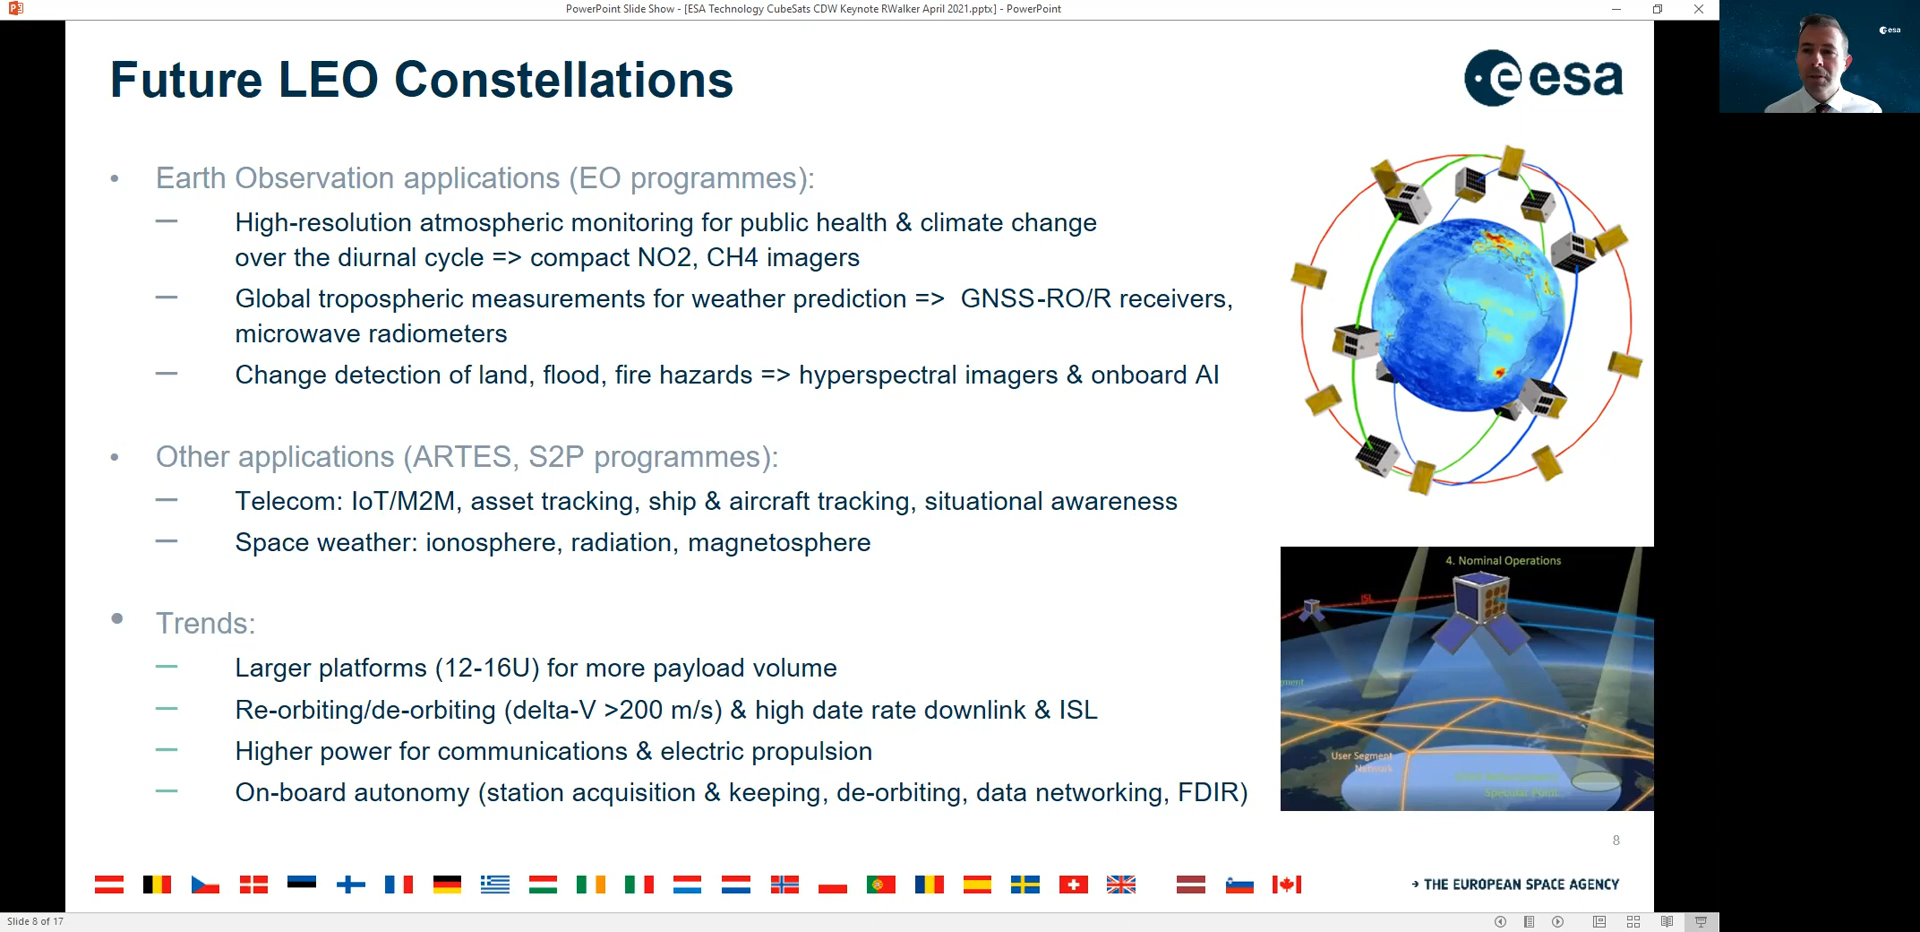 PowerPoint Slide Show - [ESA Technology CubeSats CDW Keynote RWalker April 2021.pptx] - PowerPoint
Future LEO Constellations
esa
esa
• Earth Observation applications (EO programmes):
— High-resolution atmospheric monitoring for public health & climate change
over the diurnal cycle => compact NO2, CH4 imagers
— Global tropospheric measurements for weather prediction => GNSS-RO/R receivers,
microwave radiometers
— Change detection of land, flood, fire hazards => hyperspectral imagers & onboard AI
• Other applications (ARTES, S2P programmes):
— Telecom: IoT/M2M, asset tracking, ship & aircraft tracking, situational awareness
— Space weather: ionosphere, radiation, magnetosphere
• Trends:
— Larger platforms (12-16U) for more payload volume
— Re-orbiting/de-orbiting (delta-V >200 m/s) & high date rate downlink & ISL
— Higher power for communications & electric propulsion
— On-board autonomy (station acquisition & keeping, de-orbiting, data networking, FDIR)
4. Nominal Operations
ISL
User Segment
Network
Specular Point
8
→ THE EUROPEAN SPACE AGENCY
Slide 8 of 17